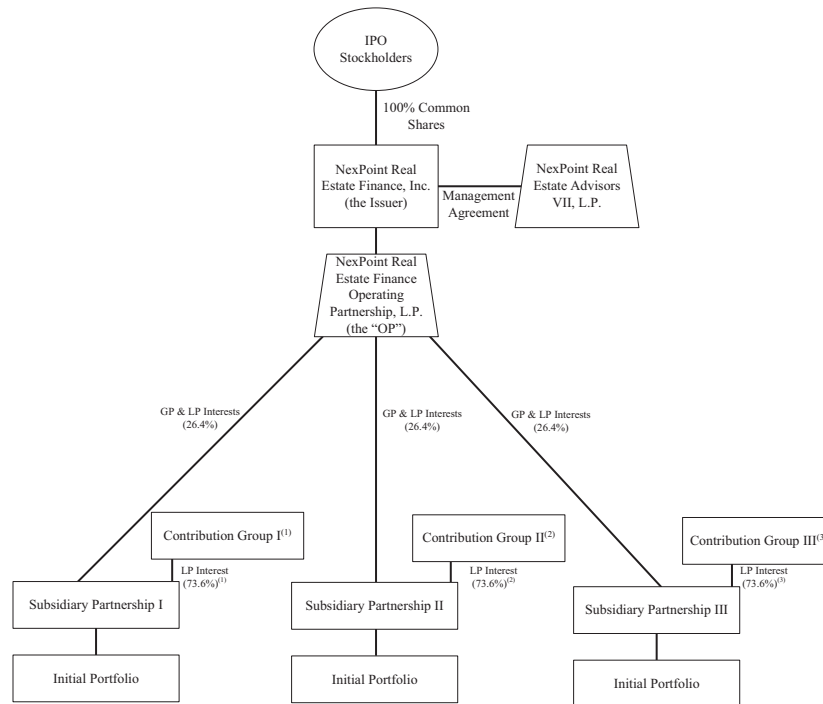 IPO
Stockholders
100% Common
Shares
NexPoint Real
Estate Finance, Inc.
(the Issuer)
Management
Agreement
NexPoint Real
Estate Advisors
VII, L.P.
NexPoint Real
Estate Finance
Operating
Partnership, L.P.
(the “OP”)
GP & LP Interests
(26.4%)
GP & LP Interests
(26.4%)
GP & LP Interests
(26.4%)
Contribution Group I(1)
LP Interest
(73.6%)(1)
Subsidiary Partnership I
Initial Portfolio
Contribution Group II(2)
LP Interest
(73.6%)(2)
Subsidiary Partnership II
Initial Portfolio
Contribution Group III(3
LP Interest
(73.6%)(3)
Subsidiary Partnership III
Initial Portfolio